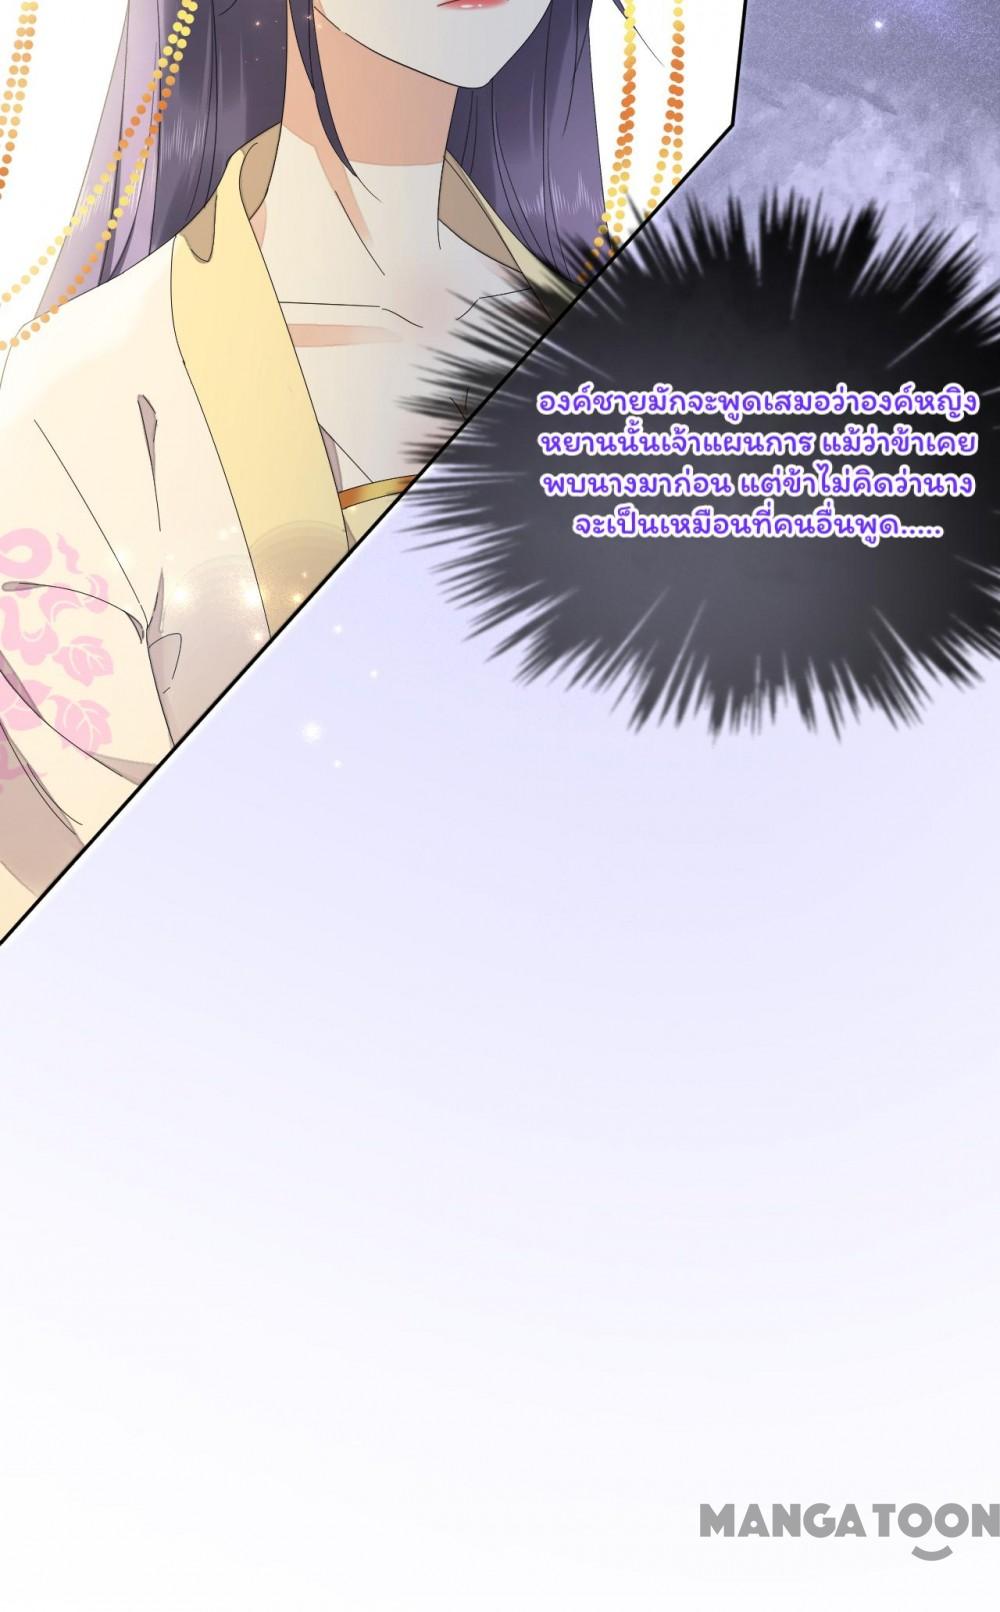 องค์ชายมักจะพูดเสมอว่าองค์หญิง
หยานนั้นเจ้าแผนการ แม้ว่าข้าเคย
พบนางมาก่อน แต่ข้าไม่คิดว่านาง
จะเป็นเหมือนที่คนอื่นพูด......
MANGATOON